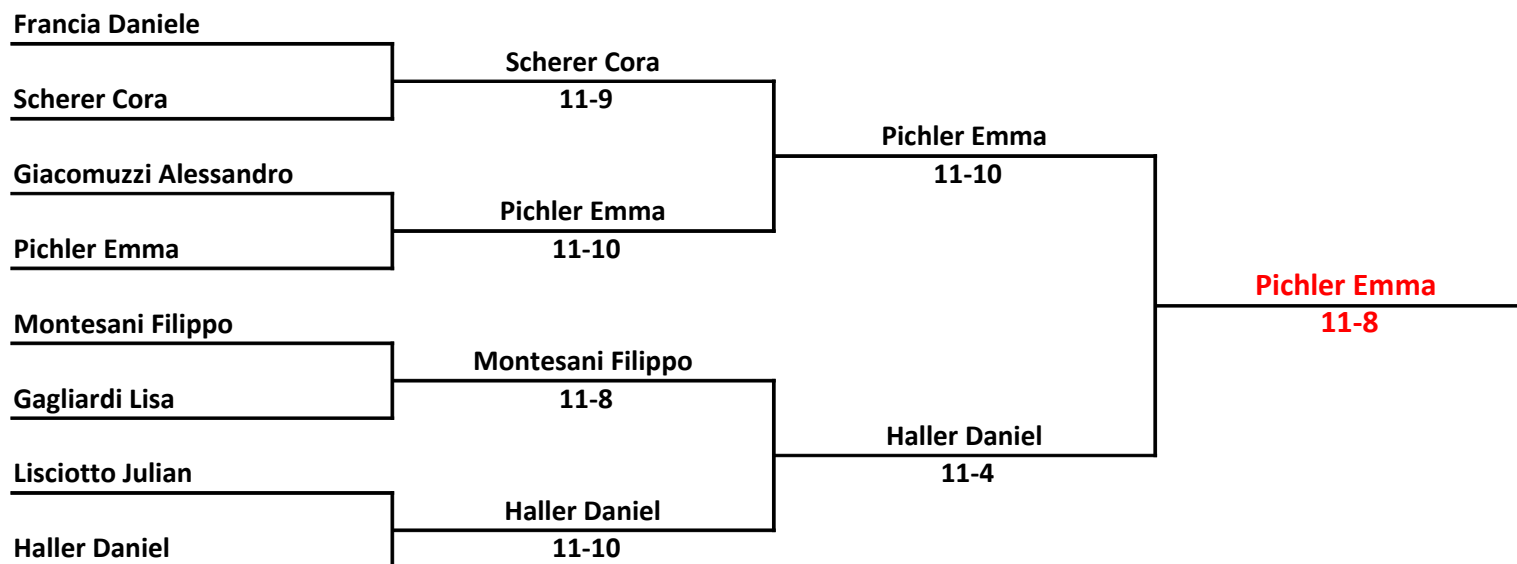 Francia Daniele
Scherer Cora
11-9
Scherer Cora
Pichler Emma
11-10
Giacomuzzi Alessandro
Pichler Emma
11-10
Pichler Emma
Pichler Emma
11-8
Montesani Filippo
Montesani Filippo
11-8
Gagliardi Lisa
Haller Daniel
11-4
Lisciotto Julian
Haller Daniel
11-10
Haller Daniel